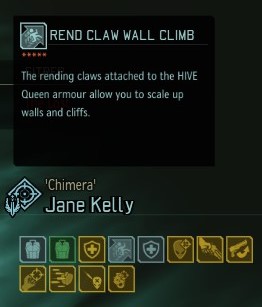 REND CLAW WALL CLIMB
The rending claws attached to the HIVE
Queen armour allow you to scale up
walls and cliffs.
'Chimera'
Jane Kelly